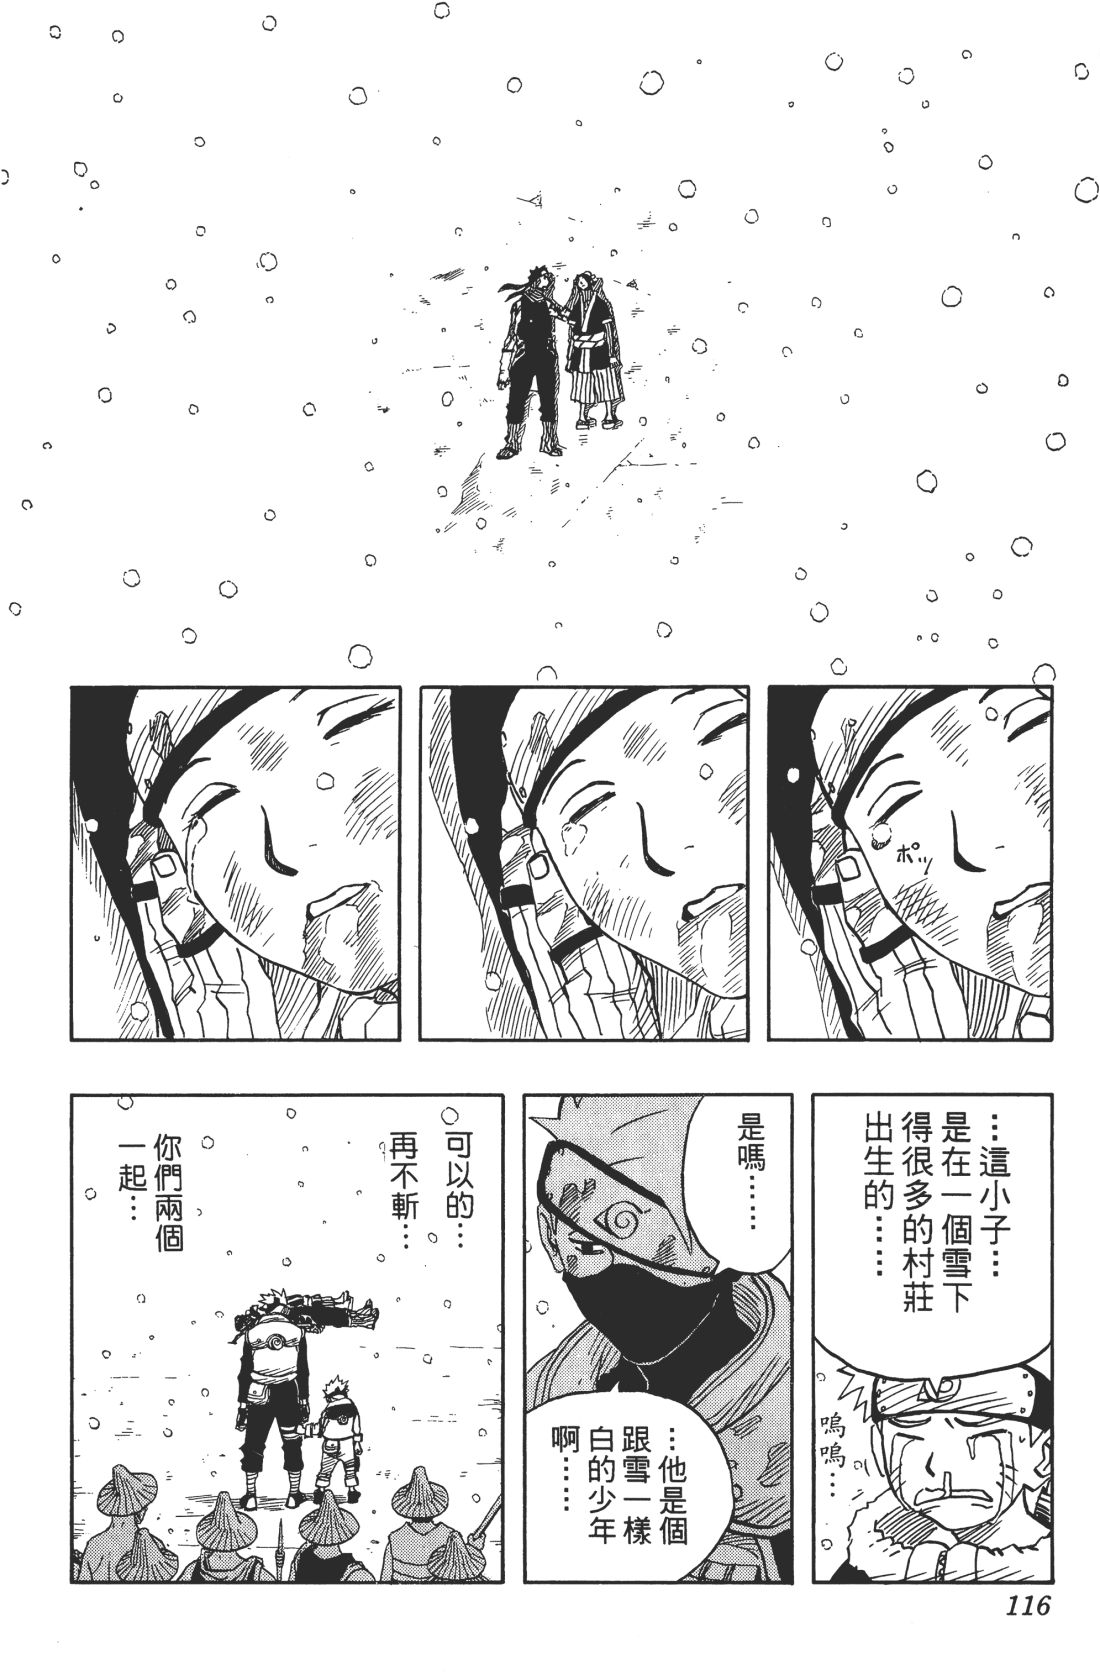 ポッ
…這小子…
是在一個雪下
得很多的村莊
出生的……
嗚嗚…
是嗎……
…他是個
跟雪一樣
白的少年
啊……
可以的…
再不斬…
你們兩個
一起…
116